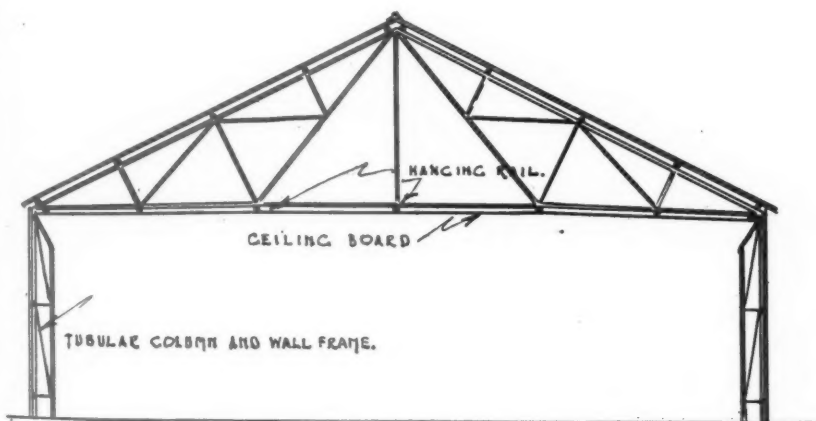 HANGING RAIL.
CEILING BOARD
TUBULAR COLUMN AND WALL FRAME.